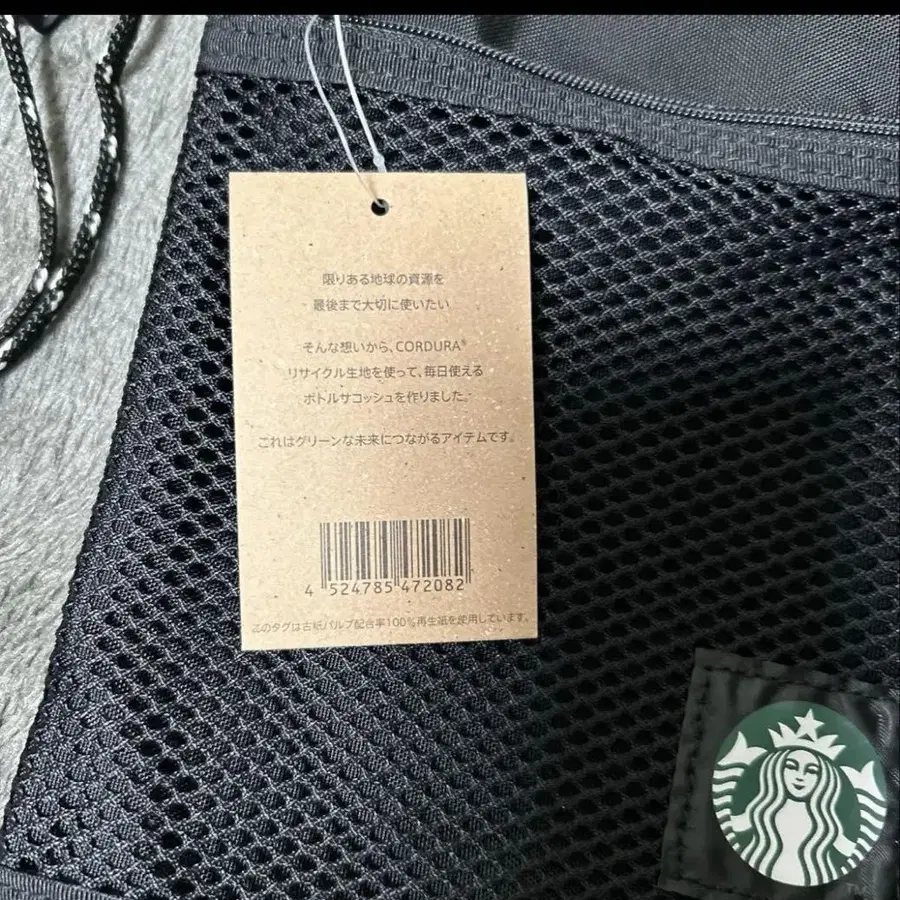 限りある地球の資源を
最後まで大切に使いたい
そんな想いから、CORDURA®
リサイクル生地を使って、毎日使える
ボトルサコッシュを作りました。
これはグリーンな未来につながるアイテムです。
4 524785 472082
このタグは古紙パルプ配合率100%再生紙を使用しています。
TM